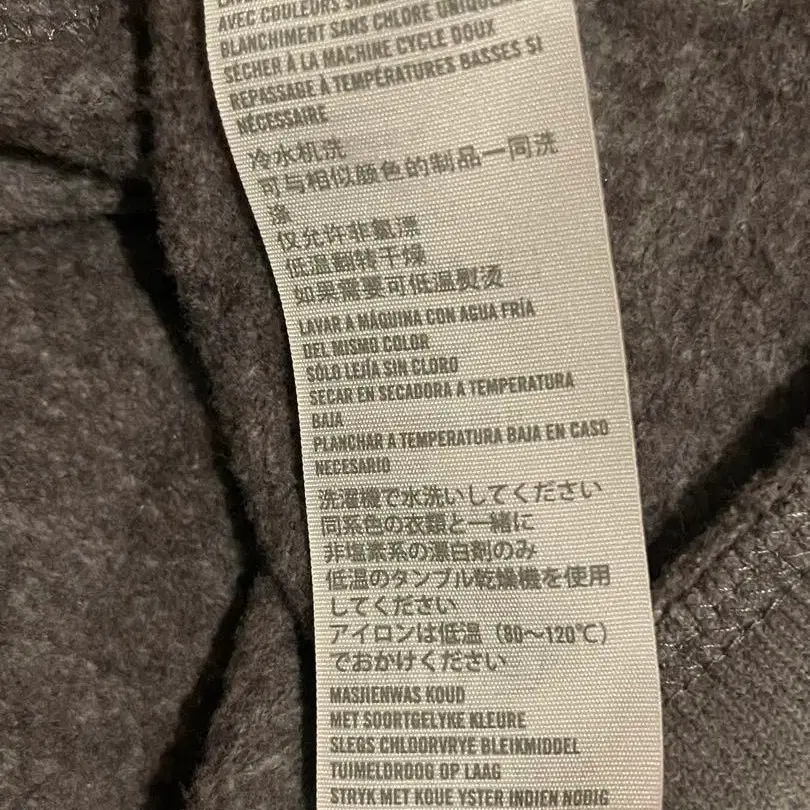 AVEC COULEURS
BLANCHIMENT SANS CHLORE
SÉCHER À LA MACHINE CYCLE DOUX
REPASSAGE À TEMPÉRATURES BASSES SI
NÉCESSAIRE
冷水机洗
可与相似颜色的制品一同洗
涤
仅允许非氯漂
低温翻转干燥
如果需要可低温熨烫
LAVAR A MÁQUINA CON AGUA FRÍA
DEL MISMO COLOR
SÓLO LEJÍA SIN CLORO
SECAR EN SECADORA A TEMPERATURA
BAJA
PLANCHAR A TEMPERATURA BAJA EN CASO
NECESARIO
洗濯機で水洗いしてください
同系色の衣類と一緒に
非塩素系の漂白剤のみ
低温のタンブル乾燥機を使用
してください
アイロンは低温（80～120℃）
でおかけください
MASJIENWAS KOUD
MET SOORTGELYKE KLEURE
SLEGS CHLOORVRYE BLEIKMIDDEL
TUIMELDROOG OP LAAG
STRYK MET KOUE YSTER INDIEN NODIG